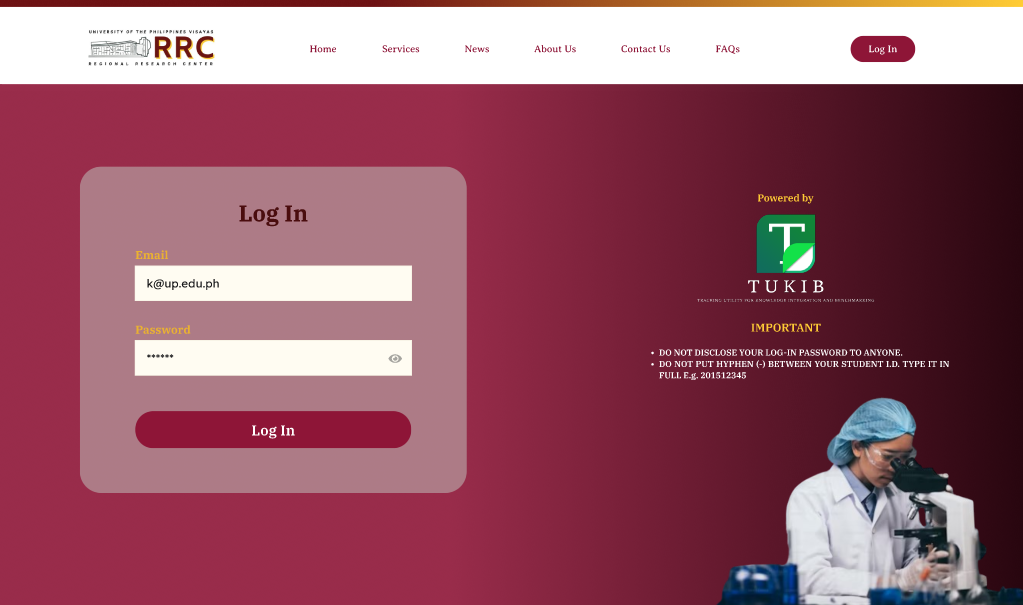 UNIVERSITY OF THE PHILIPPINES VISAYAS
RRC
REGIONAL RESEARCH CENTER
Home
Services
News
About Us
Contact Us
FAQs
Log In
Log In
Email
k@up.edu.ph
Password
******
Log In
Powered by
T
TUKIB
TRACKING UTILITY FOR KNOWLEDGE INTEGRATION AND BENCHMARKING
IMPORTANT
• DO NOT DISCLOSE YOUR LOG-IN PASSWORD TO ANYONE.
• DO NOT PUT HYPHEN (-) BETWEEN YOUR STUDENT I.D. TYPE IT IN
FULL E.g. 201512345